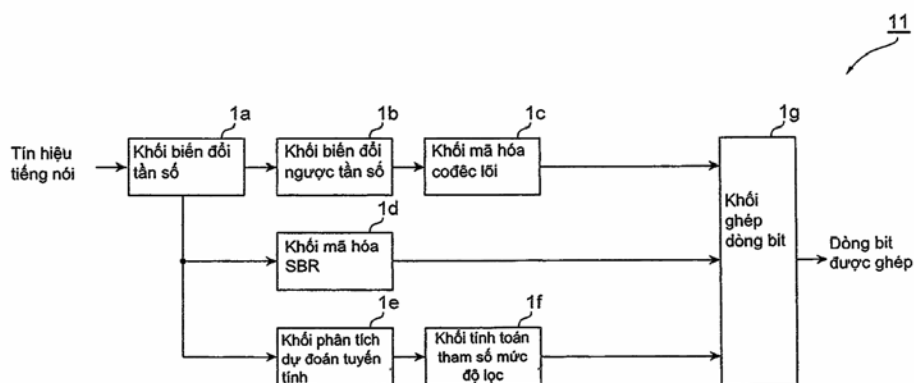 11
1a
1b
1c
1g
Tín hiệu
tiếng nói
Khối biến đổi
tần số
Khối biến đổi
ngược tần số
Khối mã hóa
cođêc lõi
Khối
ghép
dòng bit
Dòng bit
được ghép
1d
Khối mã hóa
SBR
1e
1f
Khối phân tích
dự đoán tuyến
tính
Khối tính toán
tham số mức
độ lọc